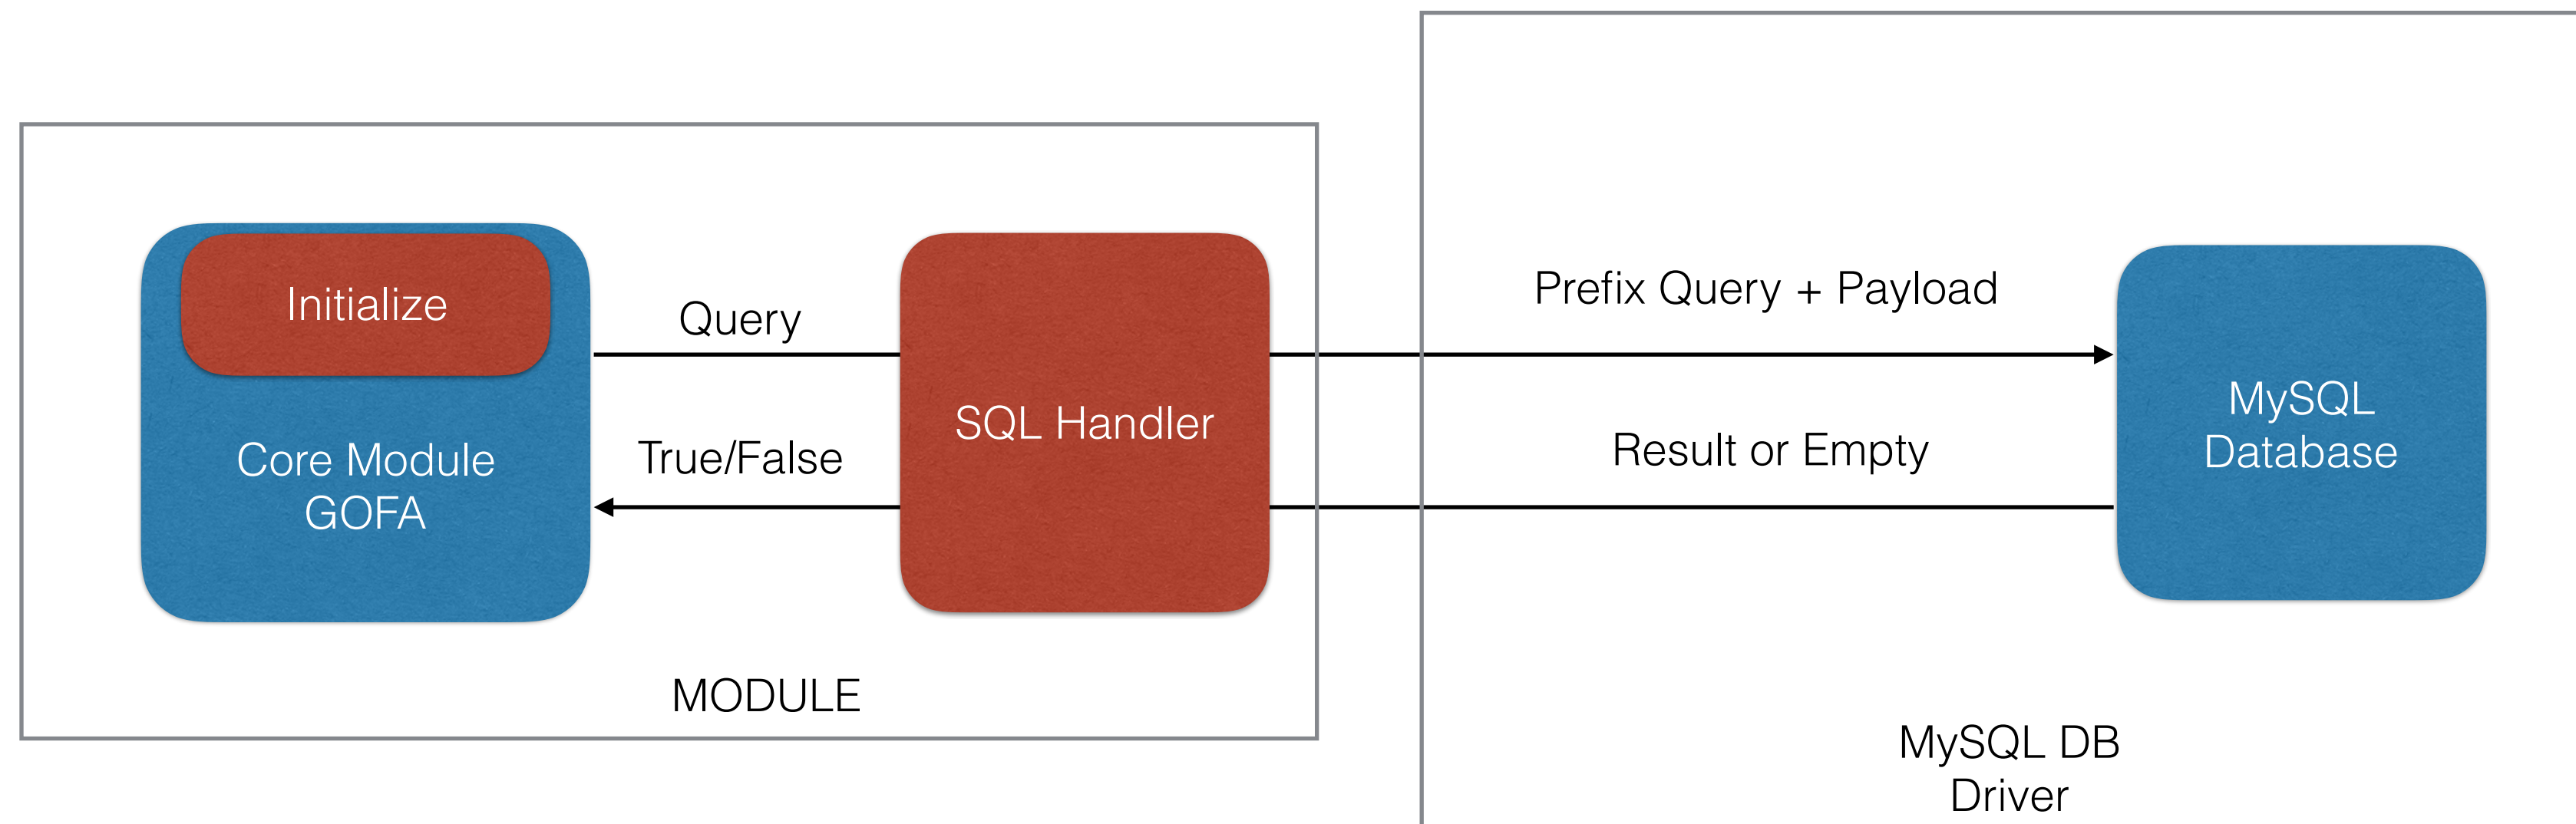 Initialize
Core Module
GOFA
Query
True/False
SQL Handler
MODULE
Prefix Query + Payload
Result or Empty
MySQL
Database
MySQL DB
Driver